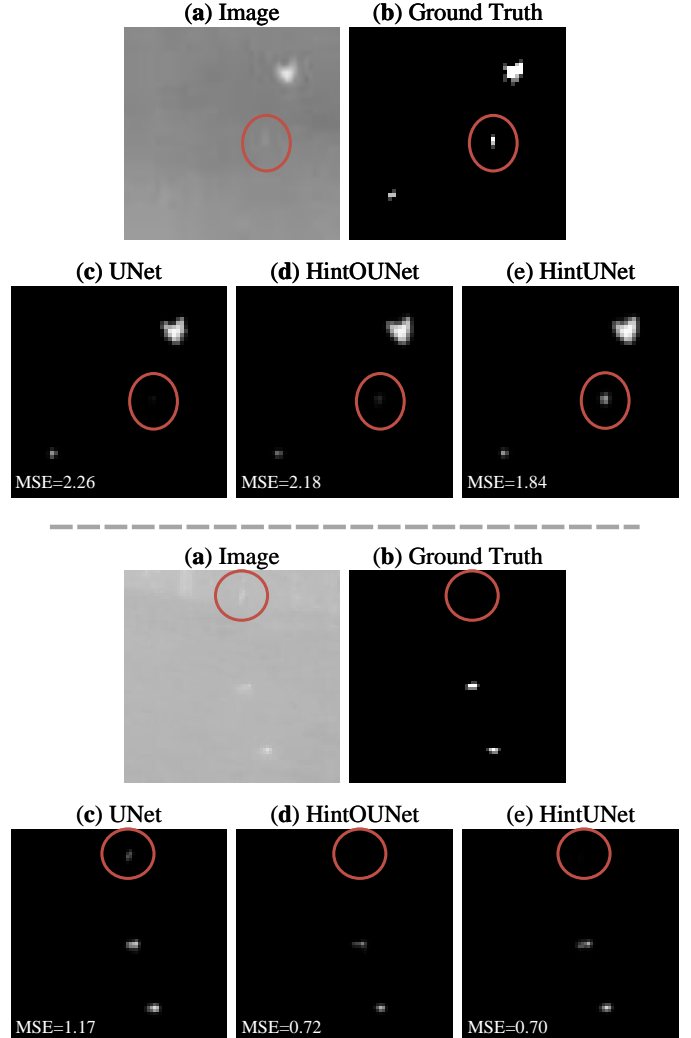 (a) Image
(b) Ground Truth
(c) UNet
(d) HintOUNet
(e) HintUNet
MSE=2.26
MSE=2.18
MSE=1.84
(a) Image
(b) Ground Truth
(c) UNet
(d) HintOUNet
(e) HintUNet
MSE=1.17
MSE=0.72
MSE=0.70